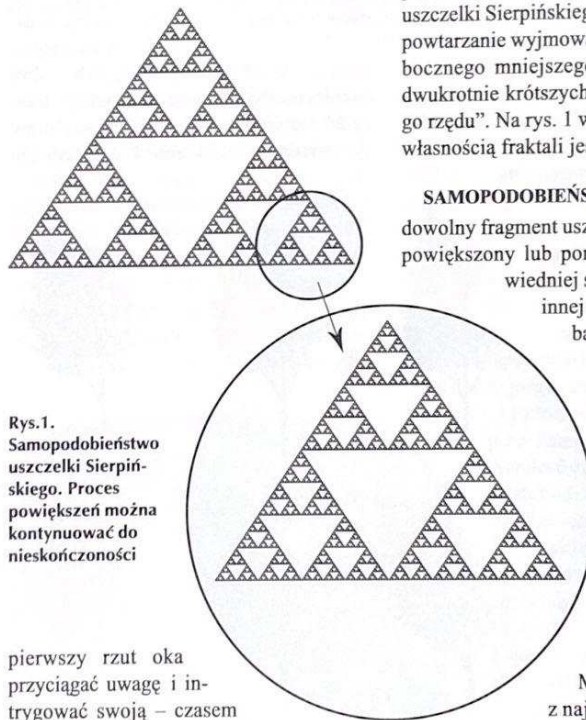 uszczelki Sierpińskieg
powtarzanie wyjmow
bocznego mniejszego
dwukrotnie krótszych
go rzędu”. Na rys. 1 w
własnością fraktali je
SAMOPODOBIEŃS
dowolny fragment usz
powiększony lub por
wiedniej s
innej
ba
Rys.1.
Samopodobieństwo
uszczelki Sierpiń-
skiego. Proces
powiększeń można
kontynuować do
nieskończoności
pierwszy rzut oka
przyciągać uwagę i in-
trygować swoją – czasem
M
z naj